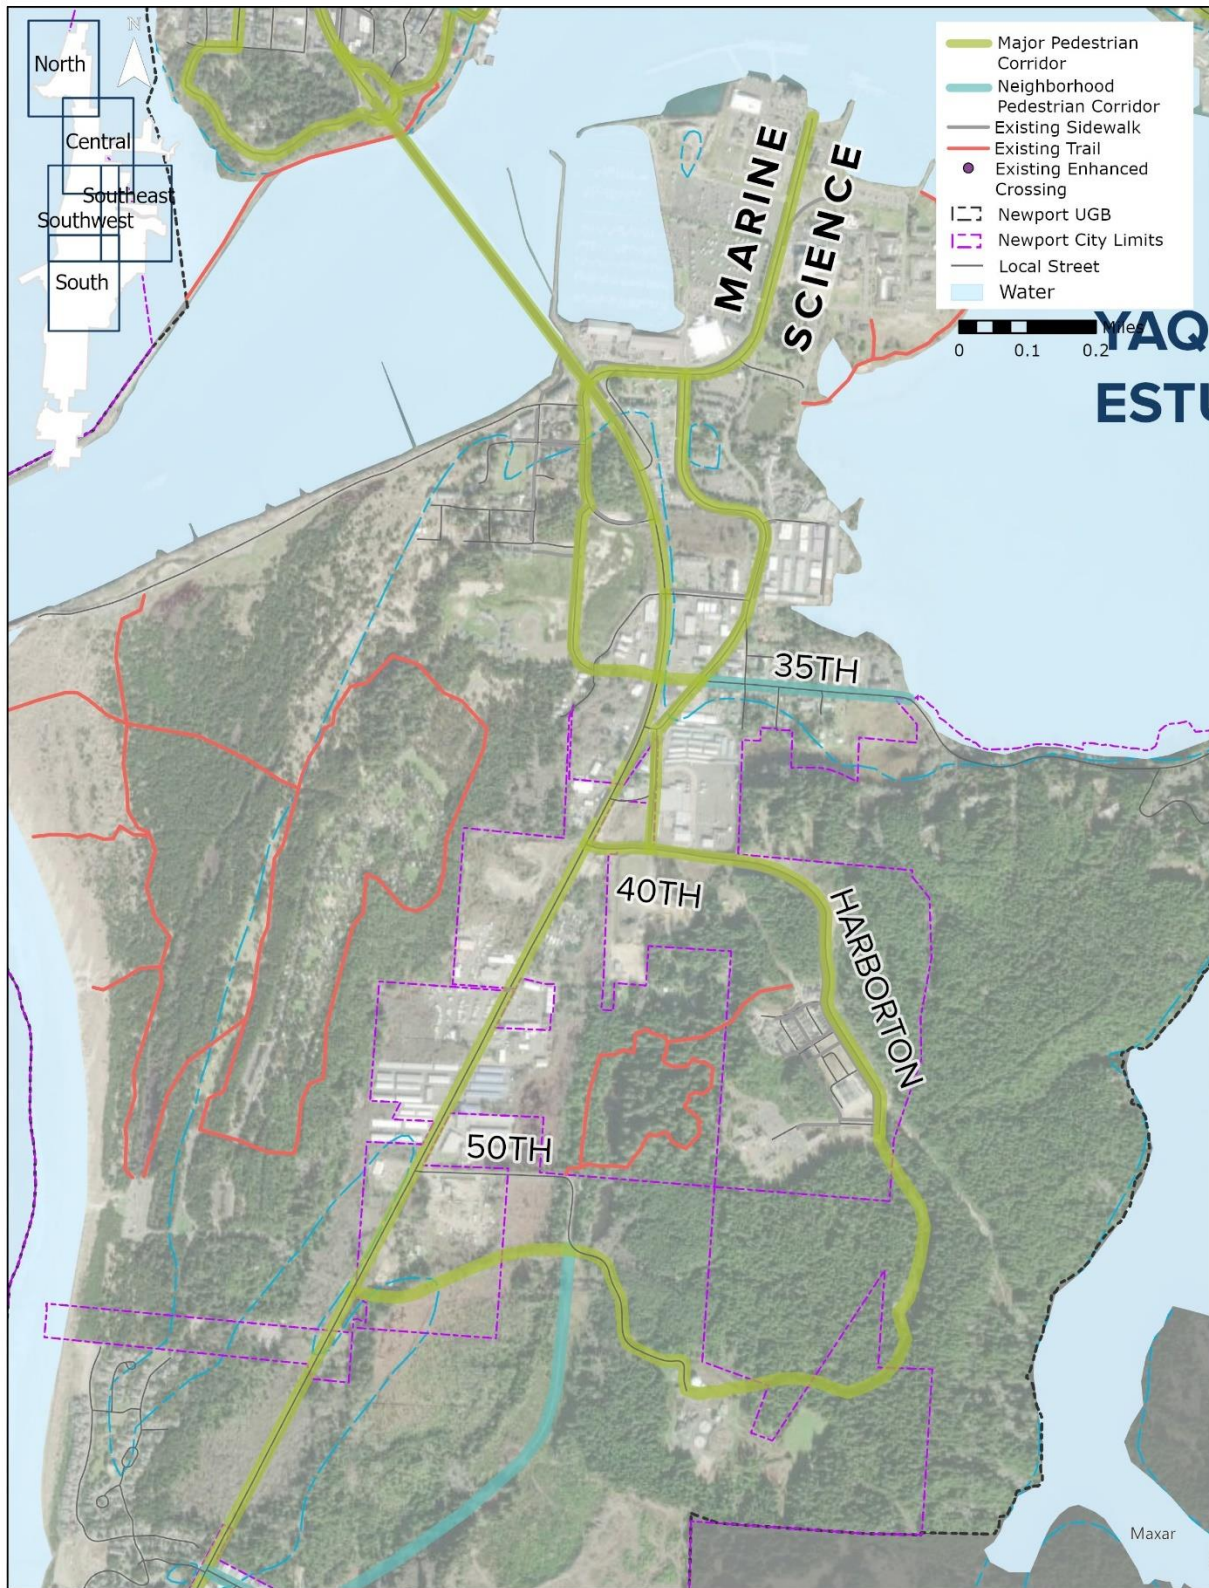 North
Central
Southeast
Southwest
South
N
Major Pedestrian
Corridor
Neighborhood
Pedestrian Corridor
Existing Sidewalk
Existing Trail
Existing Enhanced
Crossing
Newport UGB
Newport City Limits
Local Street
Water
Miles
0 0.1 0.2
YAQ
ESTU
MARINE
SCIENCE
35TH
40TH
HARBORTON
50TH
Maxar